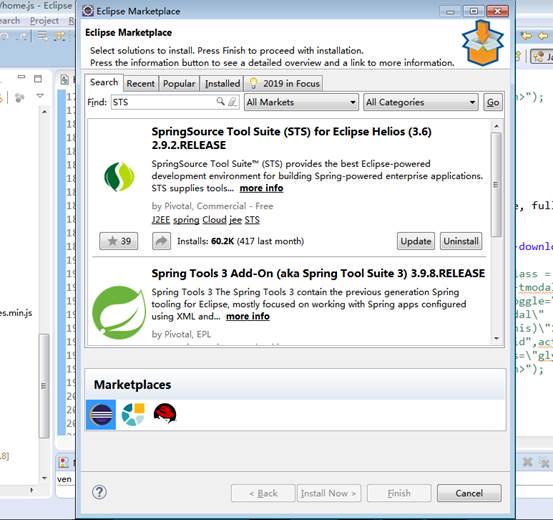 /home.js - Eclipse
Eclipse Marketplace
Search Project R
Eclipse Marketplace
Select solutions to install. Press Finish to proceed with installation.
Press the information button to see a detailed overview and a link to more information.
Search Recent Popular Installed 2019 in Focus
Find: STS All Markets All Categories Go
SpringSource Tool Suite (STS) for Eclipse Helios (3.6)
2.9.2.RELEASE
SpringSource Tool Suite™ (STS) provides the best Eclipse-powered
development environment for building Spring-powered enterprise applications.
STS supplies tools... more info
by Pivotal, Commercial - Free
J2EE spring Cloud jee STS
39 Installs: 60.2K (417 last month) Update Uninstall
Spring Tools 3 Add-On (aka Spring Tool Suite 3) 3.9.8.RELEASE
Spring Tools 3 The Spring Tools 3 contain the previous generation Spring
tooling for Eclipse, mostly focused on working with Spring apps configured
using XML and... more info
by Pivotal, EPL
Marketplaces
< Back Install Now > Finish Cancel
n>");
e, full
-downlo
lass =
tmodal
oggle="
dal\"
his)\":
id",act
s=\"gly
n>");
es.min.js
.8]
ven